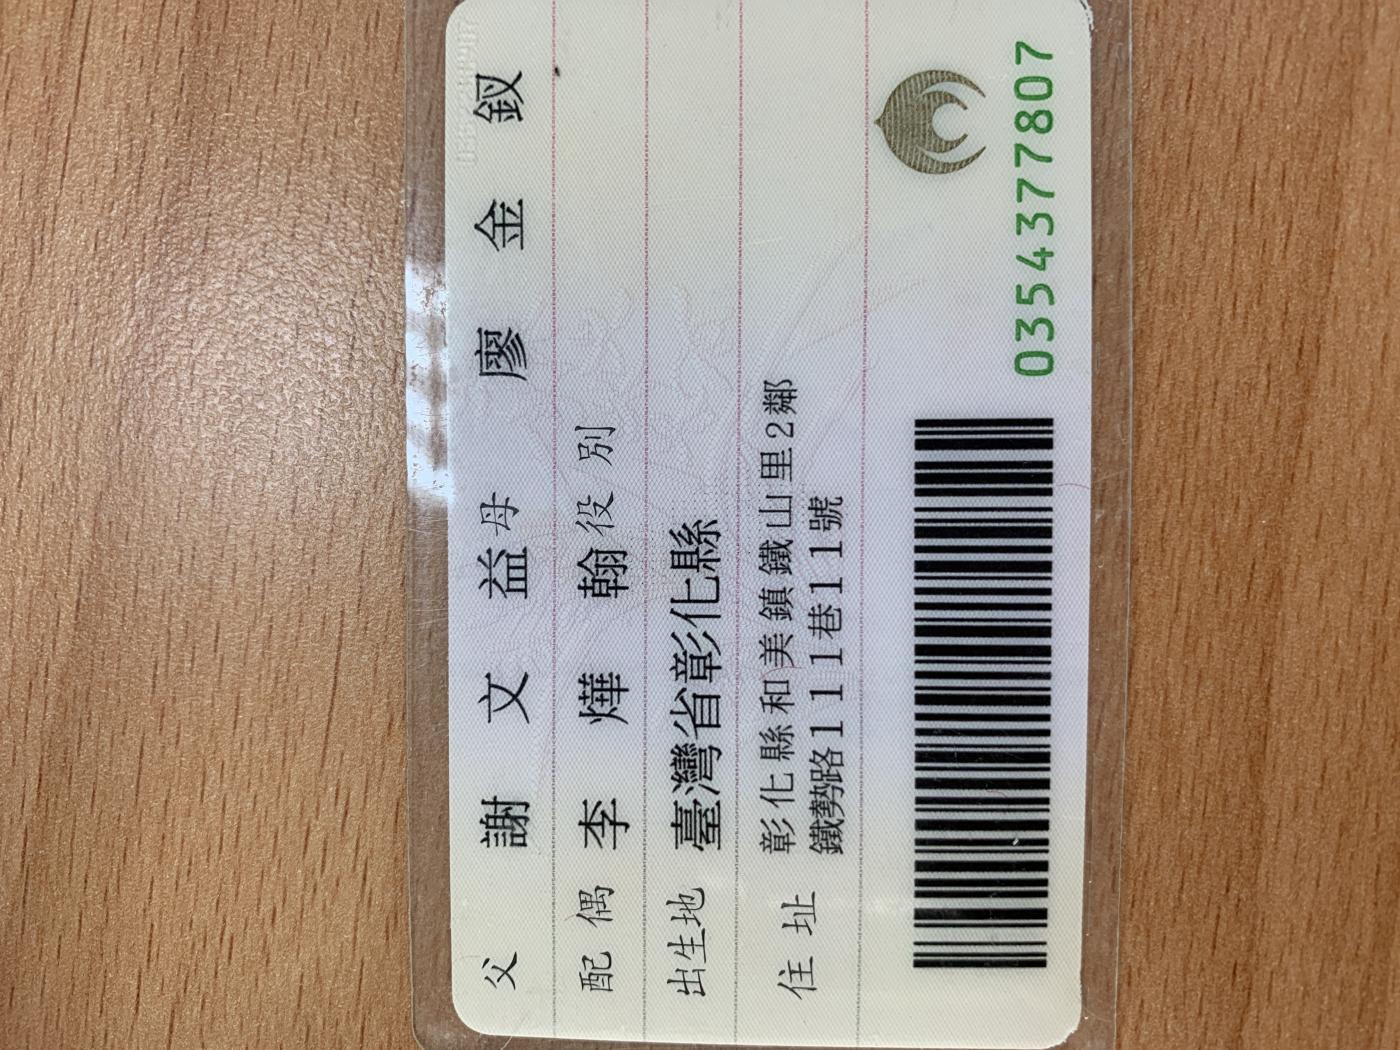 父 謝文益 母 廖金釵
配偶 李燁翰 役別
出生地 臺灣省彰化縣
住址 彰化縣和美鎮鐵山里2鄰
鐵勢路111巷11號
0354377807